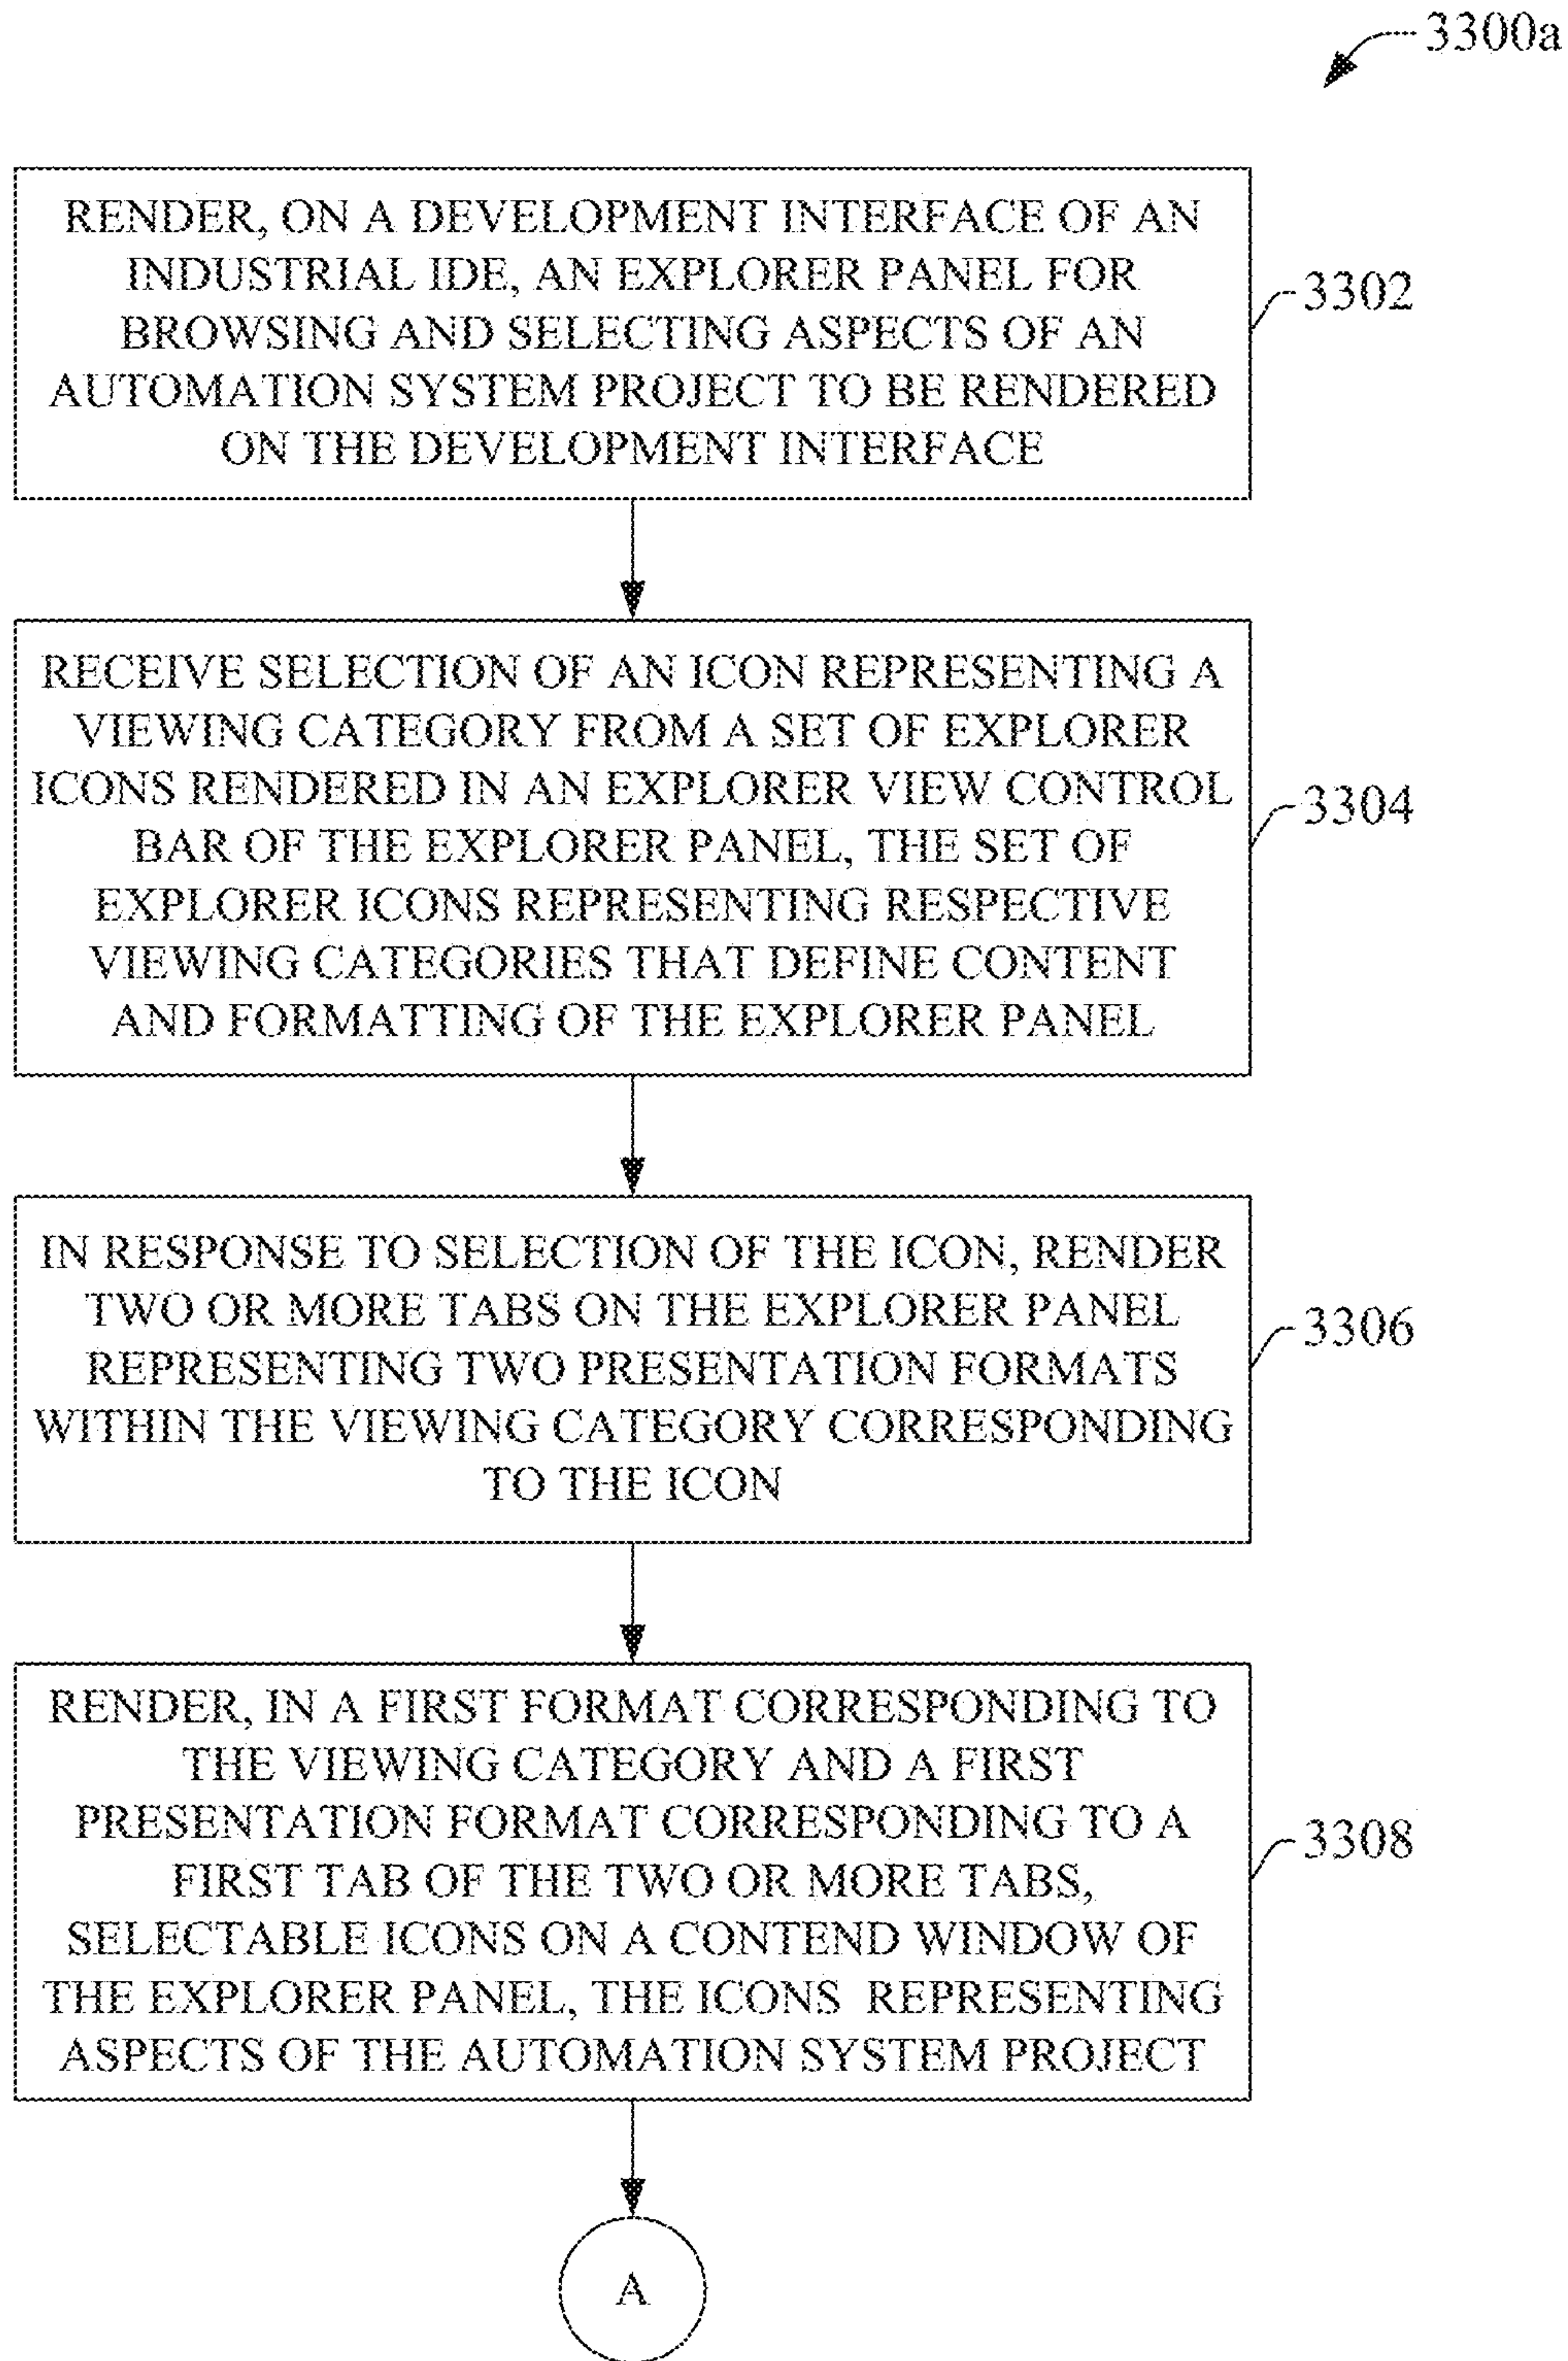 3300a
RENDER, ON A DEVELOPMENT INTERFACE OF AN
INDUSTRIAL IDE, AN EXPLORER PANEL FOR
BROWSING AND SELECTING ASPECTS OF AN
AUTOMATION SYSTEM PROJECT TO BE RENDERED
ON THE DEVELOPMENT INTERFACE
3302
RECEIVE SELECTION OF AN ICON REPRESENTING A
VIEWING CATEGORY FROM A SET OF EXPLORER
ICONS RENDERED IN AN EXPLORER VIEW CONTROL
BAR OF THE EXPLORER PANEL, THE SET OF
EXPLORER ICONS REPRESENTING RESPECTIVE
VIEWING CATEGORIES THAT DEFINE CONTENT
AND FORMATTING OF THE EXPLORER PANEL
3304
IN RESPONSE TO SELECTION OF THE ICON, RENDER
TWO OR MORE TABS ON THE EXPLORER PANEL
REPRESENTING TWO PRESENTATION FORMATS
WITHIN THE VIEWING CATEGORY CORRESPONDING
TO THE ICON
3306
RENDER, IN A FIRST FORMAT CORRESPONDING TO
THE VIEWING CATEGORY AND A FIRST
PRESENTATION FORMAT CORRESPONDING TO A
FIRST TAB OF THE TWO OR MORE TABS,
SELECTABLE ICONS ON A CONTEND WINDOW OF
THE EXPLORER PANEL, THE ICONS REPRESENTING
ASPECTS OF THE AUTOMATION SYSTEM PROJECT
3308
A